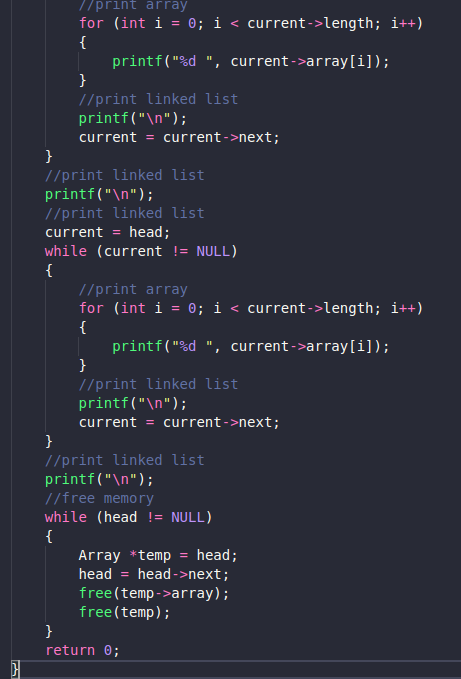 //print array
for (int i = 0; i < current->length; i++)
{
printf("%d ", current->array[i]);
}
//print linked list
printf("\n");
current = current->next;
}
//print linked list
printf("\n");
//print linked list
current = head;
while (current != NULL)
{
//print array
for (int i = 0; i < current->length; i++)
{
printf("%d ", current->array[i]);
}
//print linked list
printf("\n");
current = current->next;
}
//print linked list
printf("\n");
//free memory
while (head != NULL)
{
Array *temp = head;
head = head->next;
free(temp->array);
free(temp);
}
return 0;
}